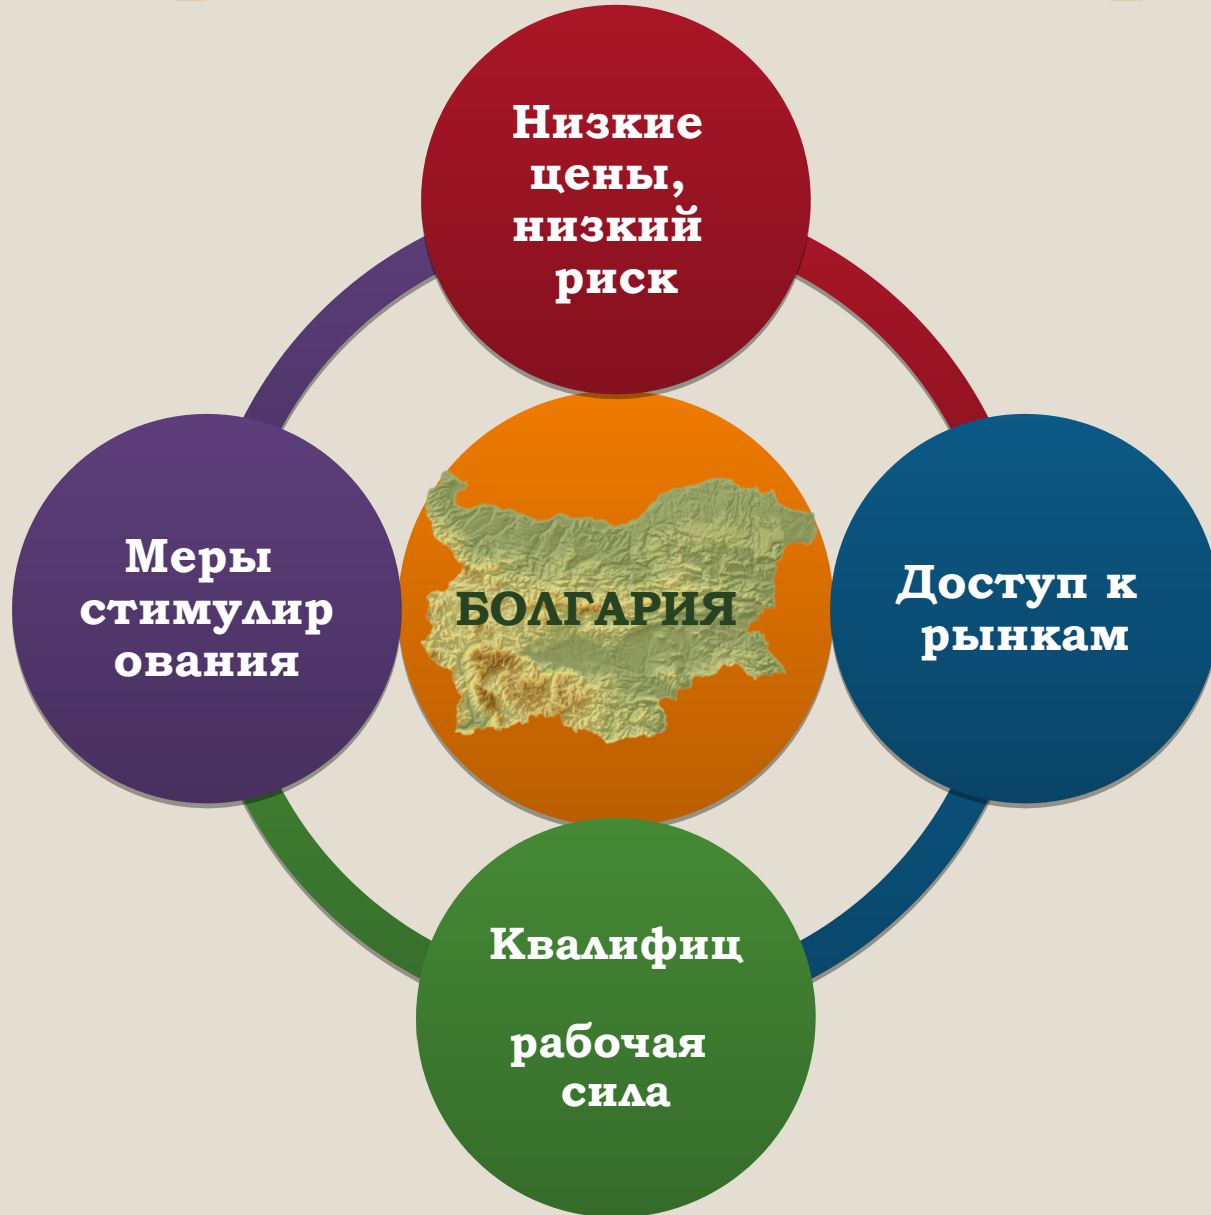 Низкие
цены,
низкий
риск
Меры
стимулир
ования
БОЛГАРИЯ
Доступ к
рынкам
Квалифиц
рабочая
сила